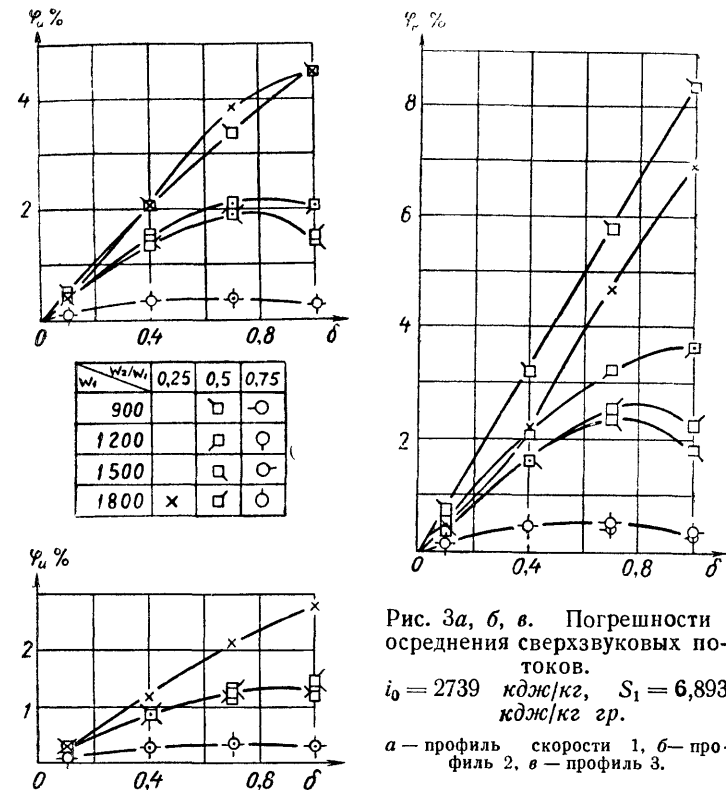 φᵤ %
4
2
0
0,4
0,8
δ
W₁ W₂/W₁ 0,25 0,5 0,75
900
1200
1500
1800
φᵤ %
2
1
0
0,4
0,8
δ
%
8
6
4
2
0
0,4
0,8
δ
Рис. 3а, б, в. Погрешности
осреднения сверхзвуковых по-
токов.
i₀ = 2739 кдж/кг, S₁ = 6,893
кдж/кг гр.
а — профиль скорости 1, б— про-
филь 2, в — профиль 3.